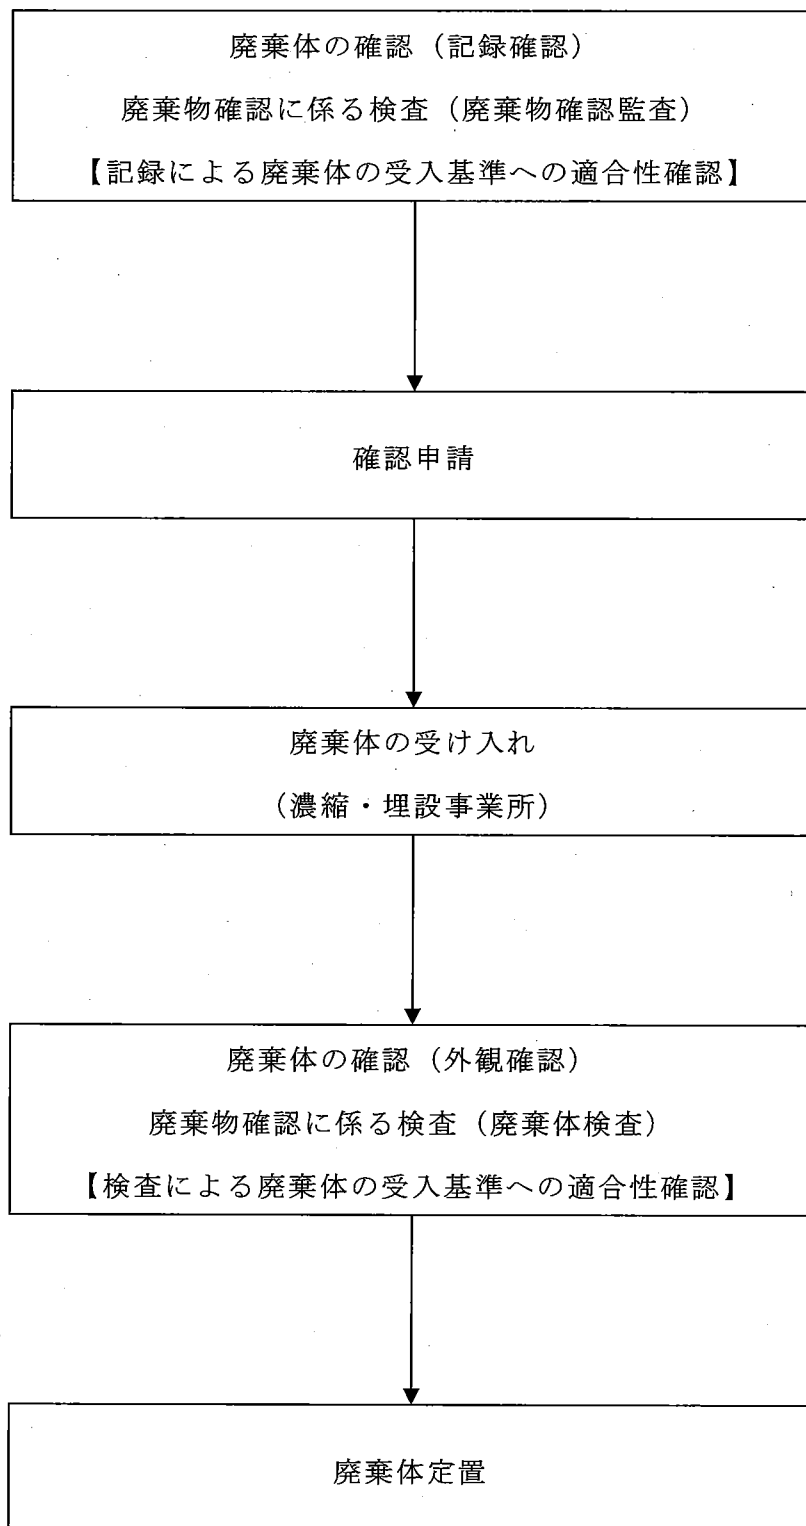 廃棄体の確認（記録確認）
廃棄物確認に係る検査（廃棄物確認監査）
【記録による廃棄体の受入基準への適合性確認】
確認申請
廃棄体の受け入れ
（濃縮・埋設事業所）
廃棄体の確認（外観確認）
廃棄物確認に係る検査（廃棄体検査）
【検査による廃棄体の受入基準への適合性確認】
廃棄体定置